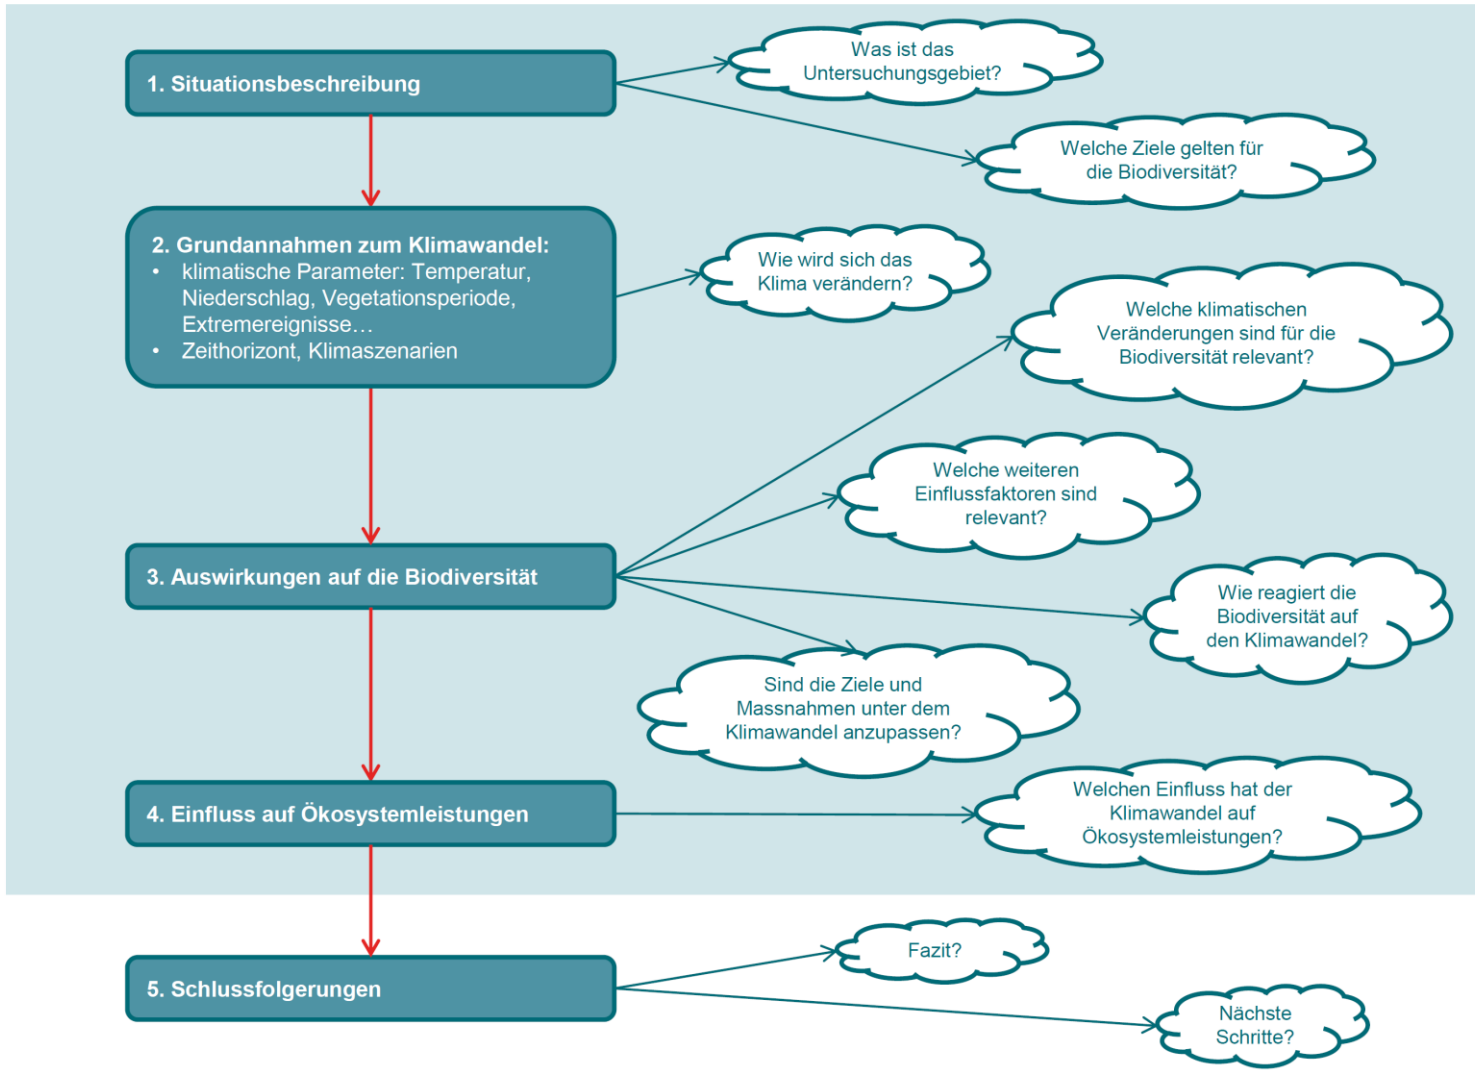 1. Situationsbeschreibung
Was ist das
Untersuchungsgebiet?
Welche Ziele gelten für
die Biodiversität?
2. Grundannahmen zum Klimawandel:
• klimatische Parameter: Temperatur,
Niederschlag, Vegetationsperiode,
Extremereignisse…
• Zeithorizont, Klimaszenarien
Wie wird sich das
Klima verändern?
Welche klimatischen
Veränderungen sind für die
Biodiversität relevant?
Welche weiteren
Einflussfaktoren sind
relevant?
3. Auswirkungen auf die Biodiversität
Wie reagiert die
Biodiversität auf
den Klimawandel?
Sind die Ziele und
Massnahmen unter dem
Klimawandel anzupassen?
4. Einfluss auf Ökosystemleistungen
Welchen Einfluss hat der
Klimawandel auf
Ökosystemleistungen?
5. Schlussfolgerungen
Fazit?
Nächste
Schritte?